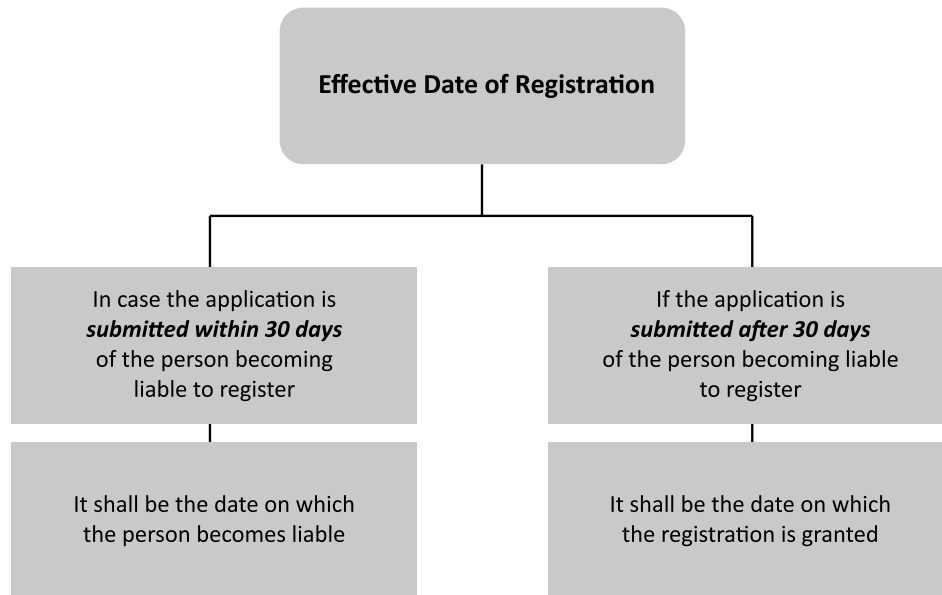 Effective Date of Registration
In case the application is
submitted within 30 days
of the person becoming
liable to register
If the application is
submitted after 30 days
of the person becoming liable
to register
It shall be the date on which
the person becomes liable
It shall be the date on which
the registration is granted